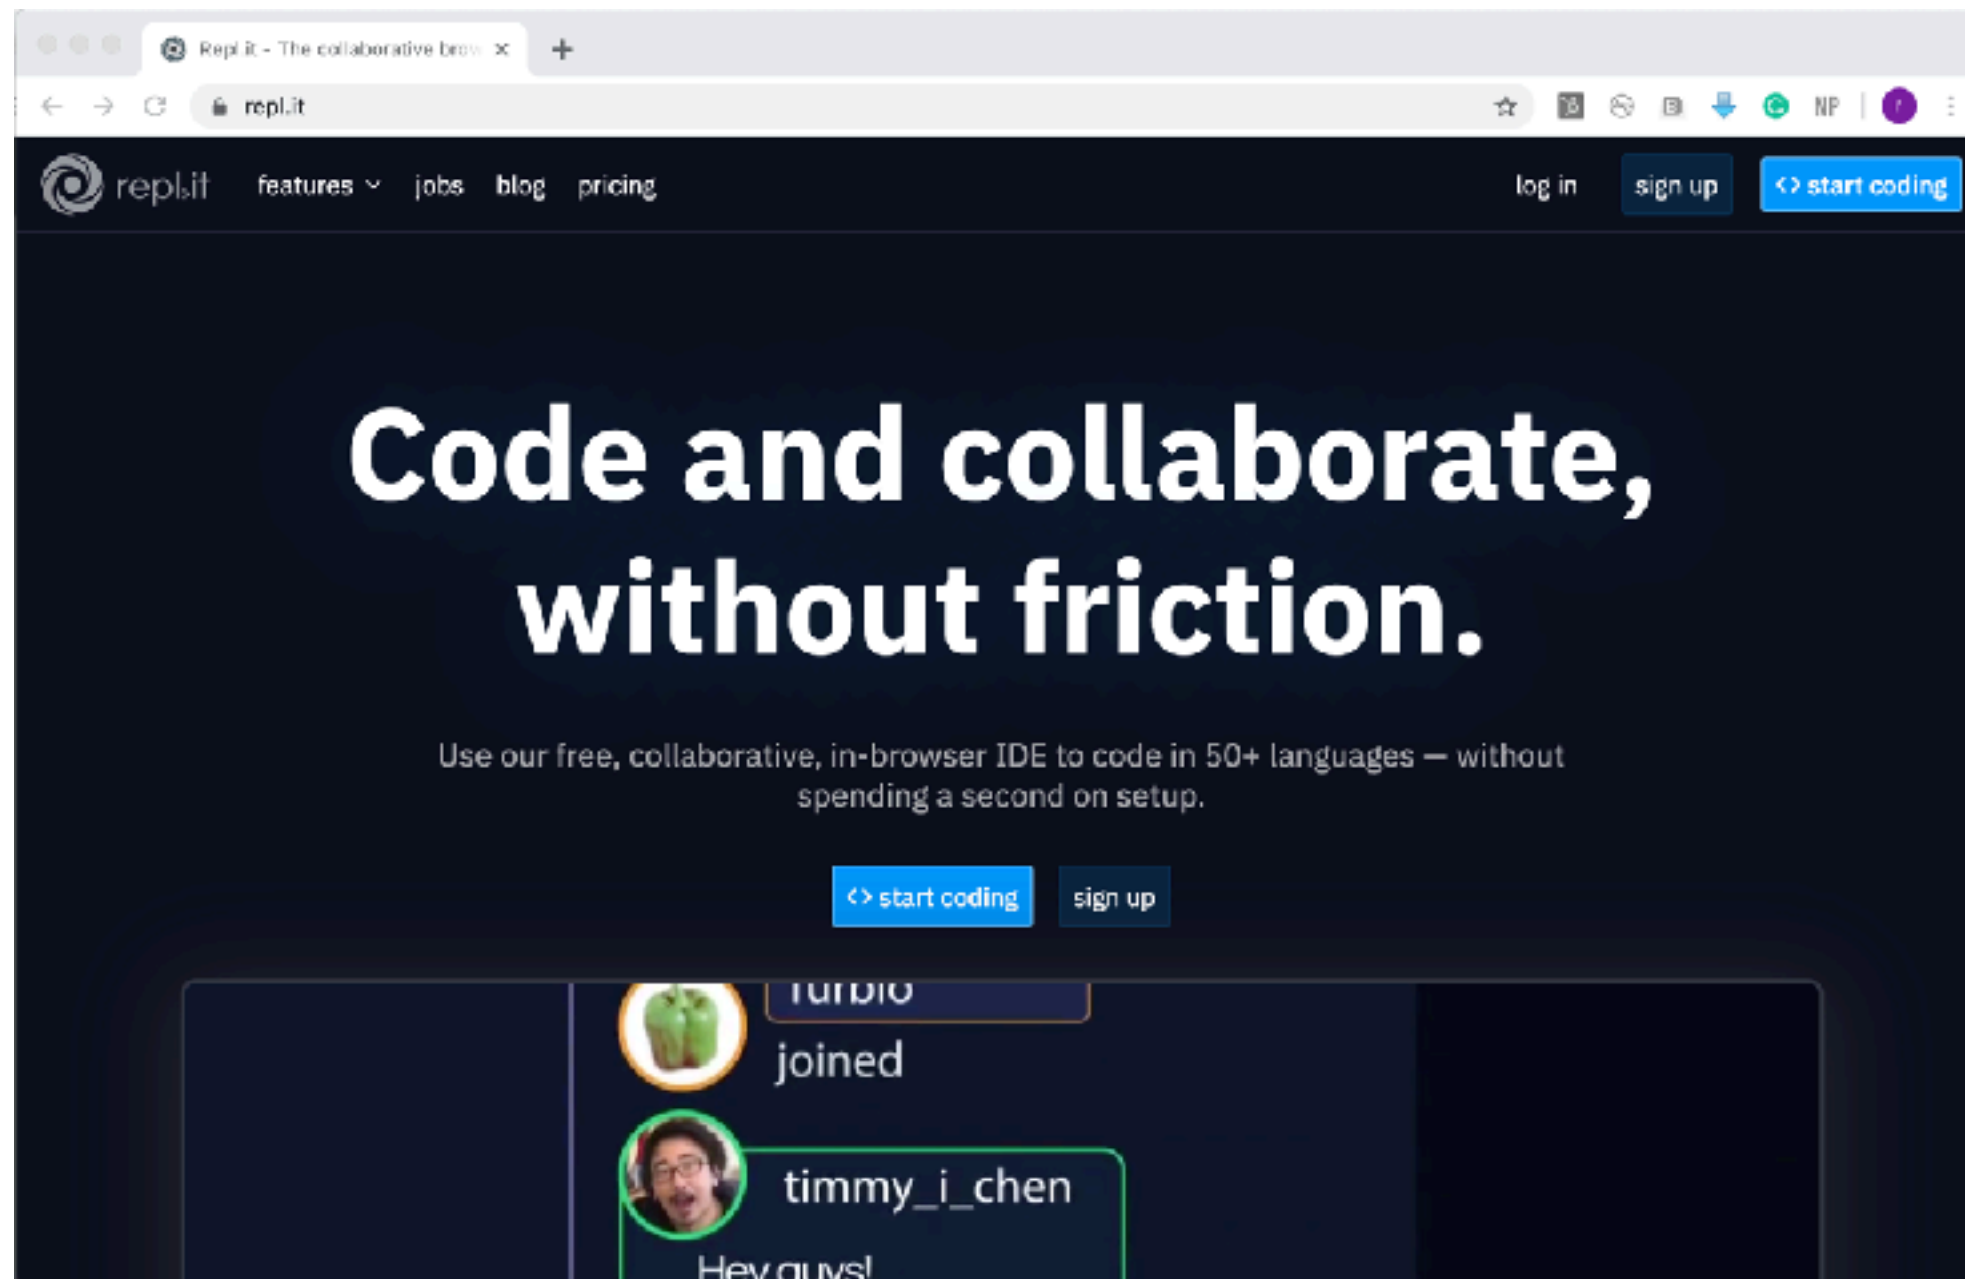 Repl.it - The collaborative brow
repl.it
NP
repl.it features jobs blog pricing log in sign up <> start coding
Code and collaborate,
without friction.
Use our free, collaborative, in-browser IDE to code in 50+ languages — without
spending a second on setup.
<> start coding sign up
Turbio
joined
timmy_i_chen
Hey guys!